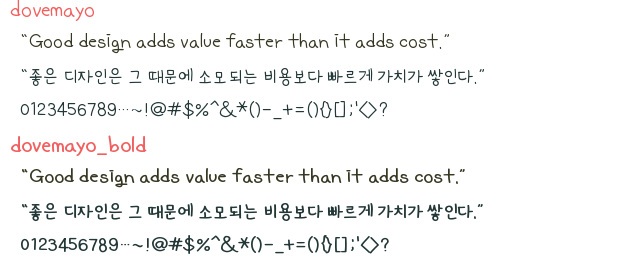 dovemayo
“Good design adds value faster than it adds cost.”
“좋은 디자인은 그 때문에 소모되는 비용보다 빠르게 가치가 쌓인다.”
0123456789…~!@#$%^&*()-_+=(){}[];'<>?
dovemayo_bold
“Good design adds value faster than it adds cost.”
“좋은 디자인은 그 때문에 소모되는 비용보다 빠르게 가치가 쌓인다.”
0123456789…~!@#$%^&*()-_+=(){}[];'<>?